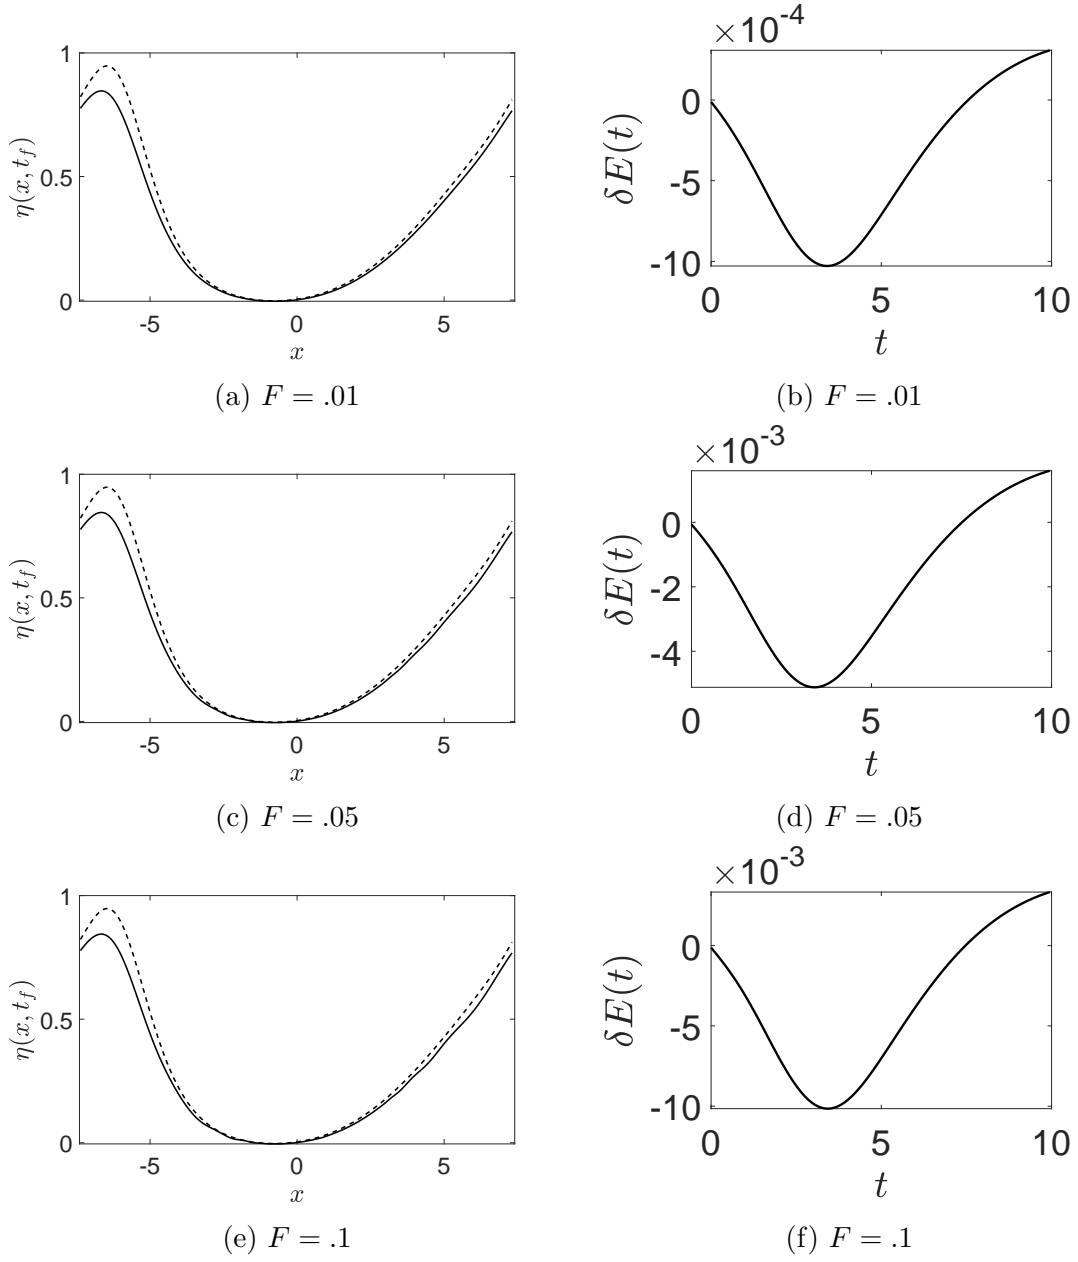 ×10⁻⁴
1
0.5
0
η(x, t_f)
-5 0 5
x
0
-5
-10
δE(t)
0 5 10
t
(a) F = .01
(b) F = .01
×10⁻³
1
0.5
0
η(x, t_f)
-5 0 5
x
0
-2
-4
δE(t)
0 5 10
t
(c) F = .05
(d) F = .05
×10⁻³
1
0.5
0
η(x, t_f)
-5 0 5
x
0
-5
-10
δE(t)
0 5 10
t
(e) F = .1
(f) F = .1